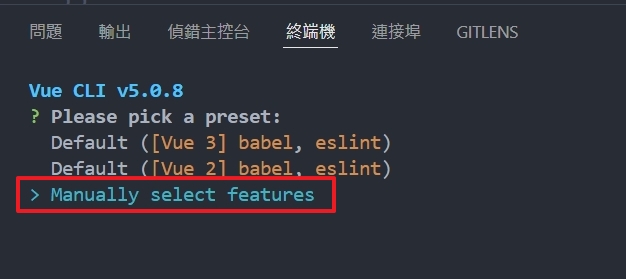 問題 輸出 偵錯主控台 終端機 連接埠 GITLENS
Vue CLI v5.0.8
? Please pick a preset:
Default ([Vue 3] babel, eslint)
Default ([Vue 2] babel, eslint)
> Manually select features